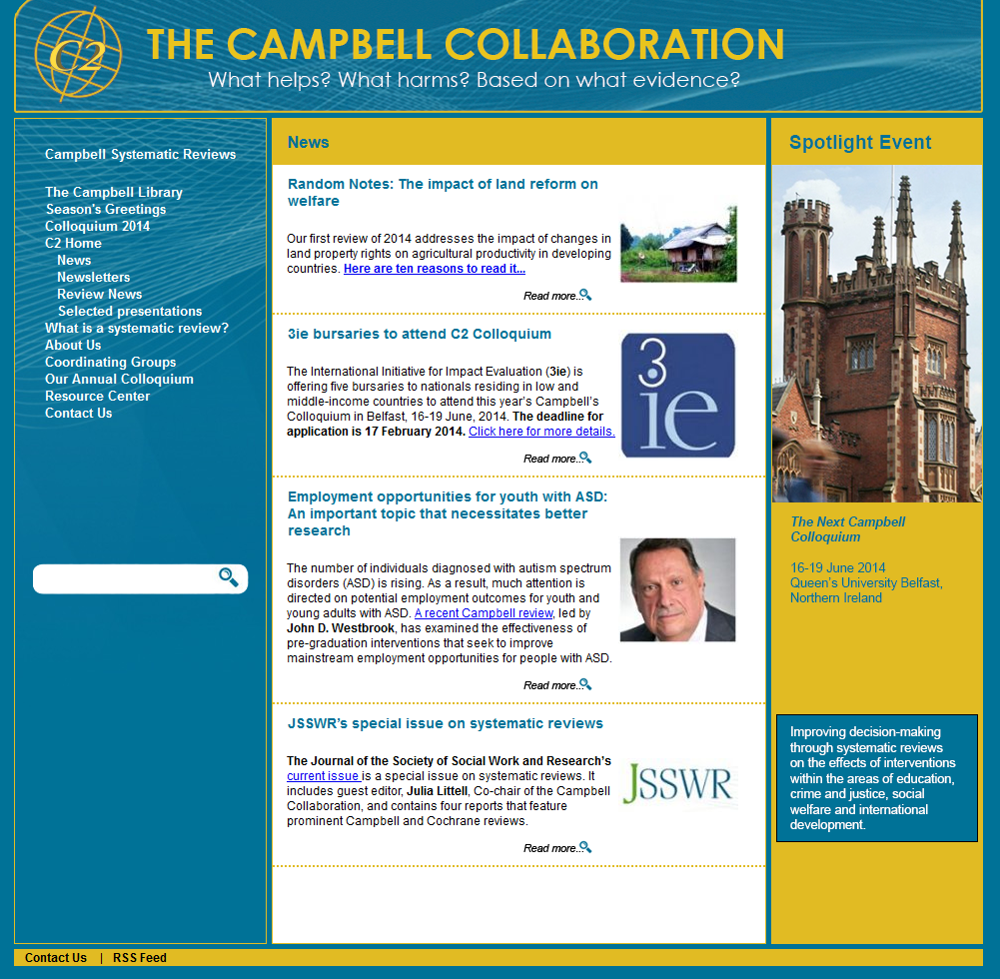 C2
THE CAMPBELL COLLABORATION
What helps? What harms? Based on what evidence?
Campbell Systematic Reviews
The Campbell Library
Season's Greetings
Colloquium 2014
C2 Home
News
Newsletters
Review News
Selected presentations
What is a systematic review?
About Us
Coordinating Groups
Our Annual Colloquium
Resource Center
Contact Us
News
Random Notes: The impact of land reform on
welfare
Our first review of 2014 addresses the impact of changes in
land property rights on agricultural productivity in developing
countries. Here are ten reasons to read it...
Read more...
3ie bursaries to attend C2 Colloquium
The International Initiative for Impact Evaluation (3ie) is
offering five bursaries to nationals residing in low and
middle-income countries to attend this year's Campbell's
Colloquium in Belfast, 16-19 June, 2014. The deadline for
application is 17 February 2014. Click here for more details.
3
ie
Read more...
Employment opportunities for youth with ASD:
An important topic that necessitates better
research
The number of individuals diagnosed with autism spectrum
disorders (ASD) is rising. As a result, much attention is
directed on potential employment outcomes for youth and
young adults with ASD. A recent Campbell review, led by
John D. Westbrook, has examined the effectiveness of
pre-graduation interventions that seek to improve
mainstream employment opportunities for people with ASD.
Read more...
JSSWR's special issue on systematic reviews
The Journal of the Society of Social Work and Research's
current issue is a special issue on systematic reviews. It
includes guest editor, Julia Littell, Co-chair of the Campbell
Collaboration, and contains four reports that feature
prominent Campbell and Cochrane reviews.
JSSWR
Read more...
Spotlight Event
The Next Campbell
Colloquium
16-19 June 2014
Queen's University Belfast,
Northern Ireland
Improving decision-making
through systematic reviews
on the effects of interventions
within the areas of education,
crime and justice, social
welfare and international
development.
Contact Us | RSS Feed